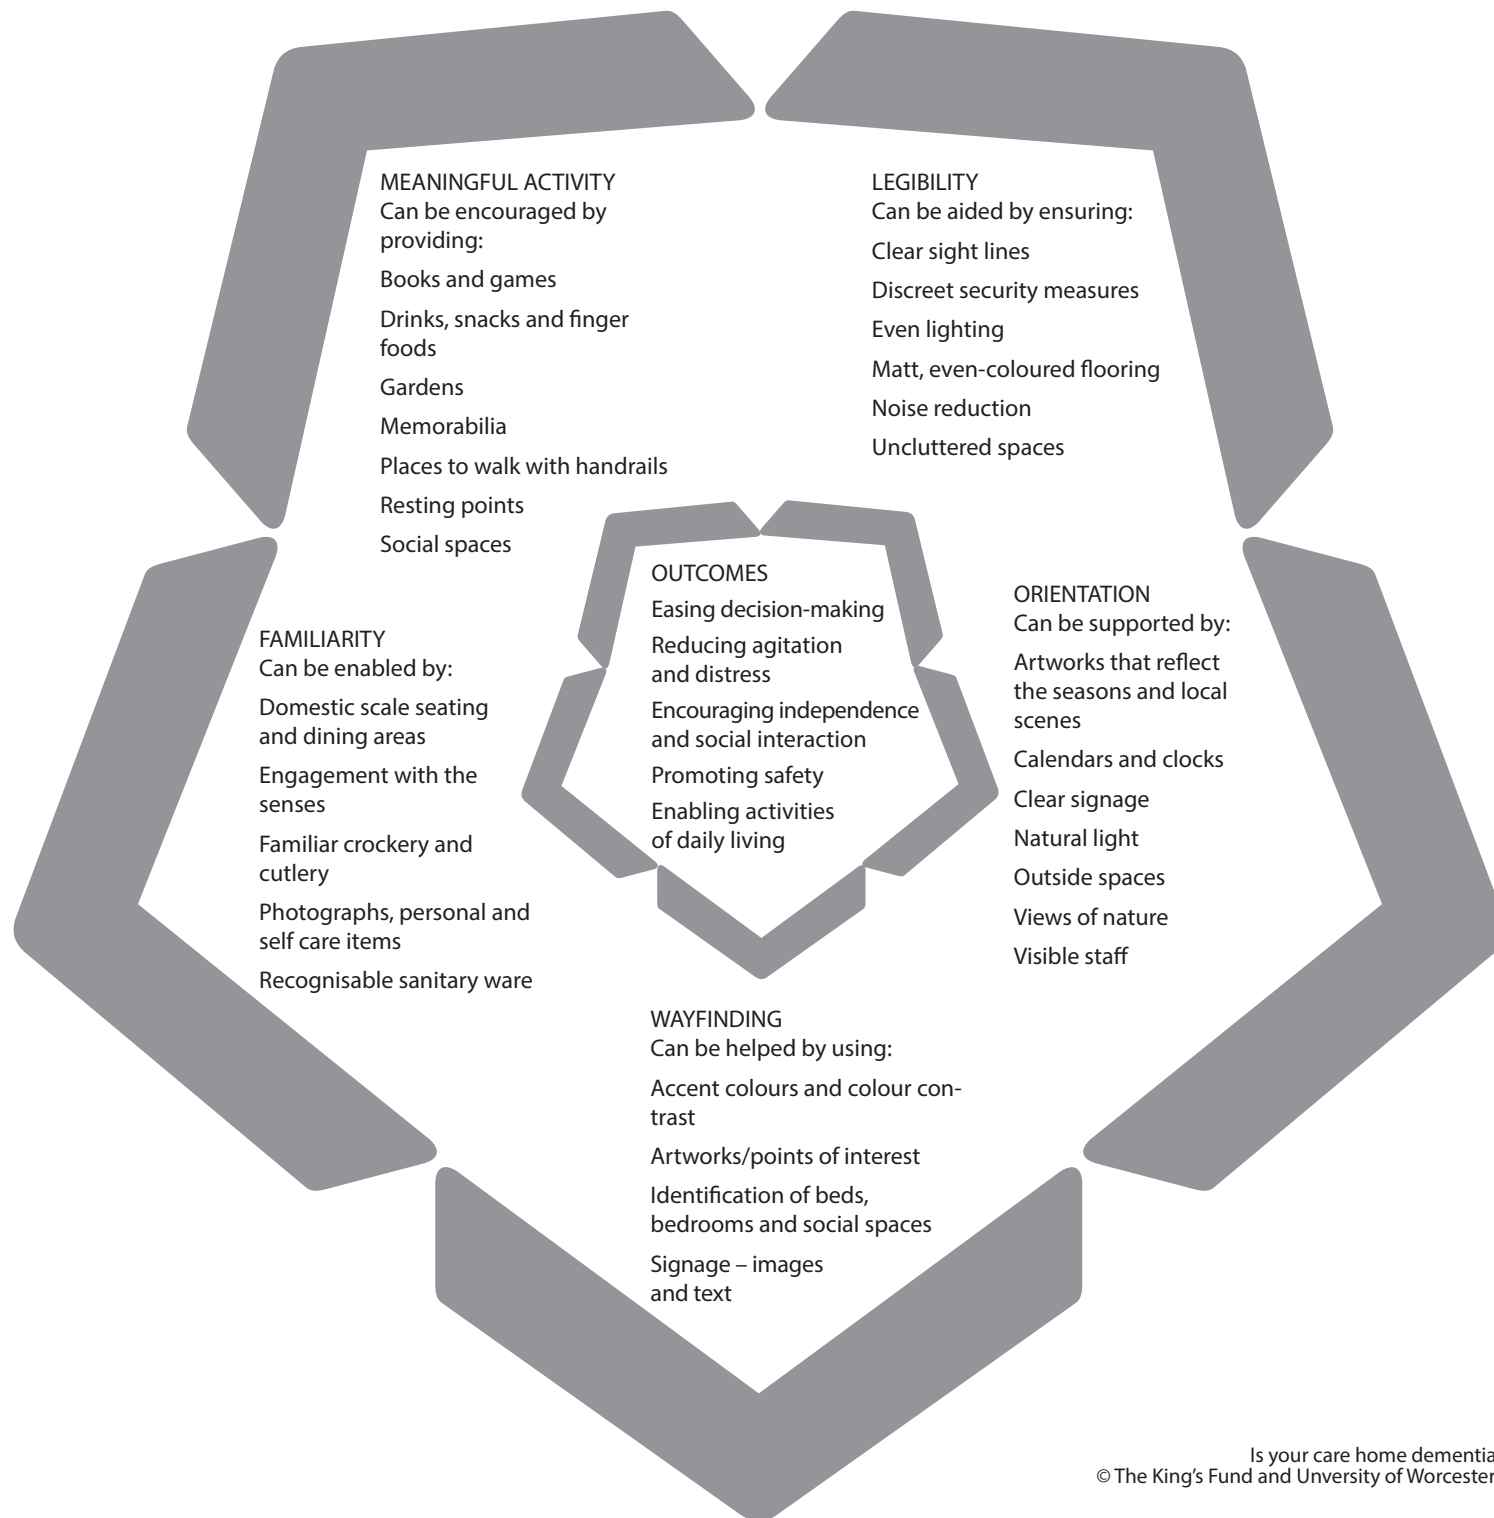 MEANINGFUL ACTIVITY
Can be encouraged by
providing:
Books and games
Drinks, snacks and finger
foods
Gardens
Memorabilia
Places to walk with handrails
Resting points
Social spaces
LEGIBILITY
Can be aided by ensuring:
Clear sight lines
Discreet security measures
Even lighting
Matt, even-coloured flooring
Noise reduction
Uncluttered spaces
FAMILIARITY
Can be enabled by:
Domestic scale seating
and dining areas
Engagement with the
senses
Familiar crockery and
cutlery
Photographs, personal and
self care items
Recognisable sanitary ware
OUTCOMES
Easing decision-making
Reducing agitation
and distress
Encouraging independence
and social interaction
Promoting safety
Enabling activities
of daily living
ORIENTATION
Can be supported by:
Artworks that reflect
the seasons and local
scenes
Calendars and clocks
Clear signage
Natural light
Outside spaces
Views of nature
Visible staff
WAYFINDING
Can be helped by using:
Accent colours and colour con-
trast
Artworks/points of interest
Identification of beds,
bedrooms and social spaces
Signage – images
and text
Is your care home dementia
© The King's Fund and Unversity of Worcester